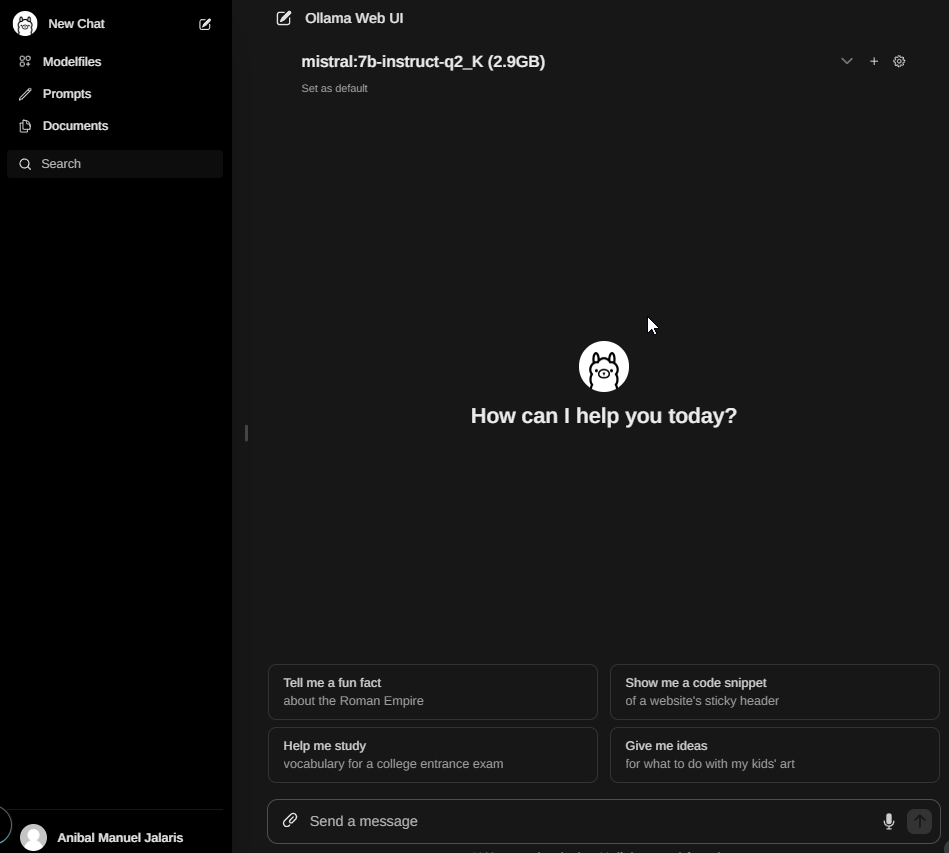 New Chat
Modelfiles
Prompts
Documents
Search
Anibal Manuel Jalaris
Ollama Web UI
mistral:7b-instruct-q2_K (2.9GB)
Set as default
How can I help you today?
Tell me a fun fact
about the Roman Empire
Show me a code snippet
of a website's sticky header
Help me study
vocabulary for a college entrance exam
Give me ideas
for what to do with my kids' art
Send a message